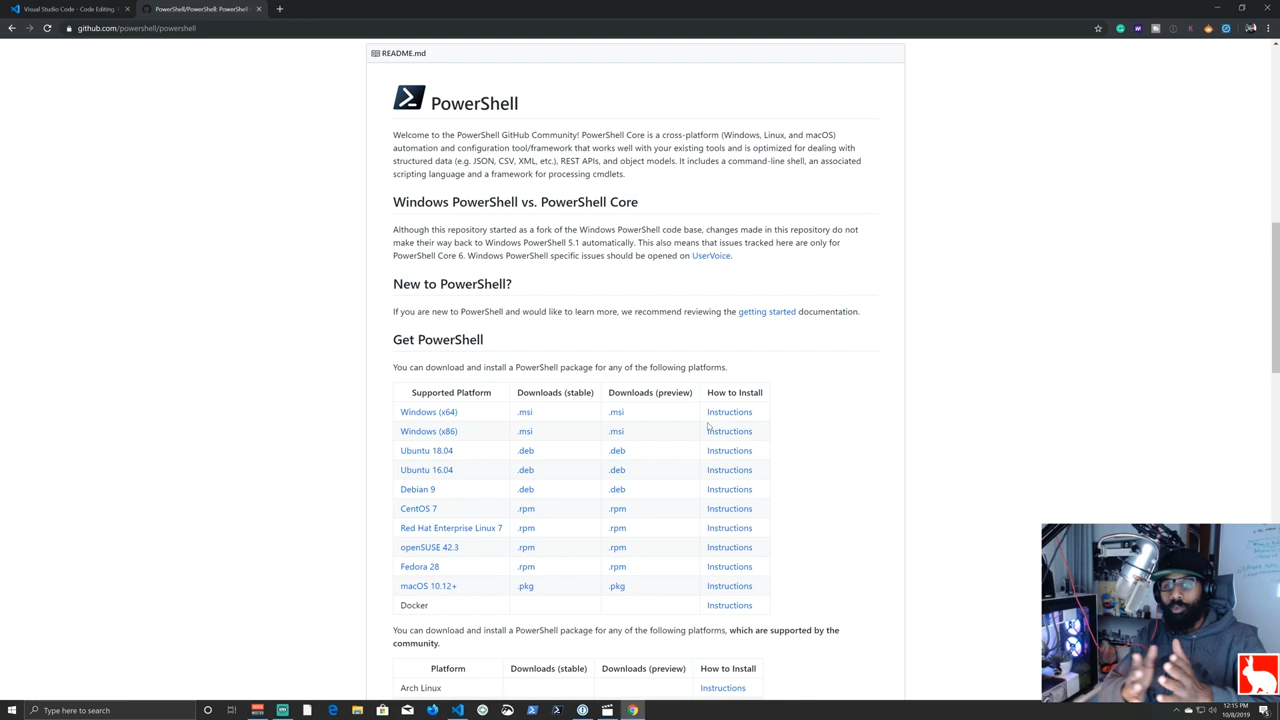 Visual Studio Code - Code Editing.
PowerShell/PowerShell: PowerShell
github.com/powershell/powershell
README.md
PowerShell
Welcome to the PowerShell GitHub Community! PowerShell Core is a cross-platform (Windows, Linux, and macOS)
automation and configuration tool/framework that works well with your existing tools and is optimized for dealing with
structured data (e.g. JSON, CSV, XML, etc.), REST APIs, and object models. It includes a command-line shell, an associated
scripting language and a framework for processing cmdlets.
Windows PowerShell vs. PowerShell Core
Although this repository started as a fork of the Windows PowerShell code base, changes made in this repository do not
make their way back to Windows PowerShell 5.1 automatically. This also means that issues tracked here are only for
PowerShell Core 6. Windows PowerShell specific issues should be opened on UserVoice.
New to PowerShell?
If you are new to PowerShell and would like to learn more, we recommend reviewing the getting started documentation.
Get PowerShell
You can download and install a PowerShell package for any of the following platforms.
Supported Platform Downloads (stable) Downloads (preview) How to Install
Windows (x64) .msi .msi Instructions
Windows (x86) .msi .msi Instructions
Ubuntu 18.04 .deb .deb Instructions
Ubuntu 16.04 .deb .deb Instructions
Debian 9 .deb .deb Instructions
CentOS 7 .rpm .rpm Instructions
Red Hat Enterprise Linux 7 .rpm .rpm Instructions
openSUSE 42.3 .rpm .rpm Instructions
Fedora 28 .rpm .rpm Instructions
macOS 10.12+ .pkg .pkg Instructions
Docker Instructions
You can download and install a PowerShell package for any of the following platforms, which are supported by the
community.
Platform Downloads (stable) Downloads (preview) How to Install
Arch Linux Instructions
Type here to search
12:15 PM
10/8/2019